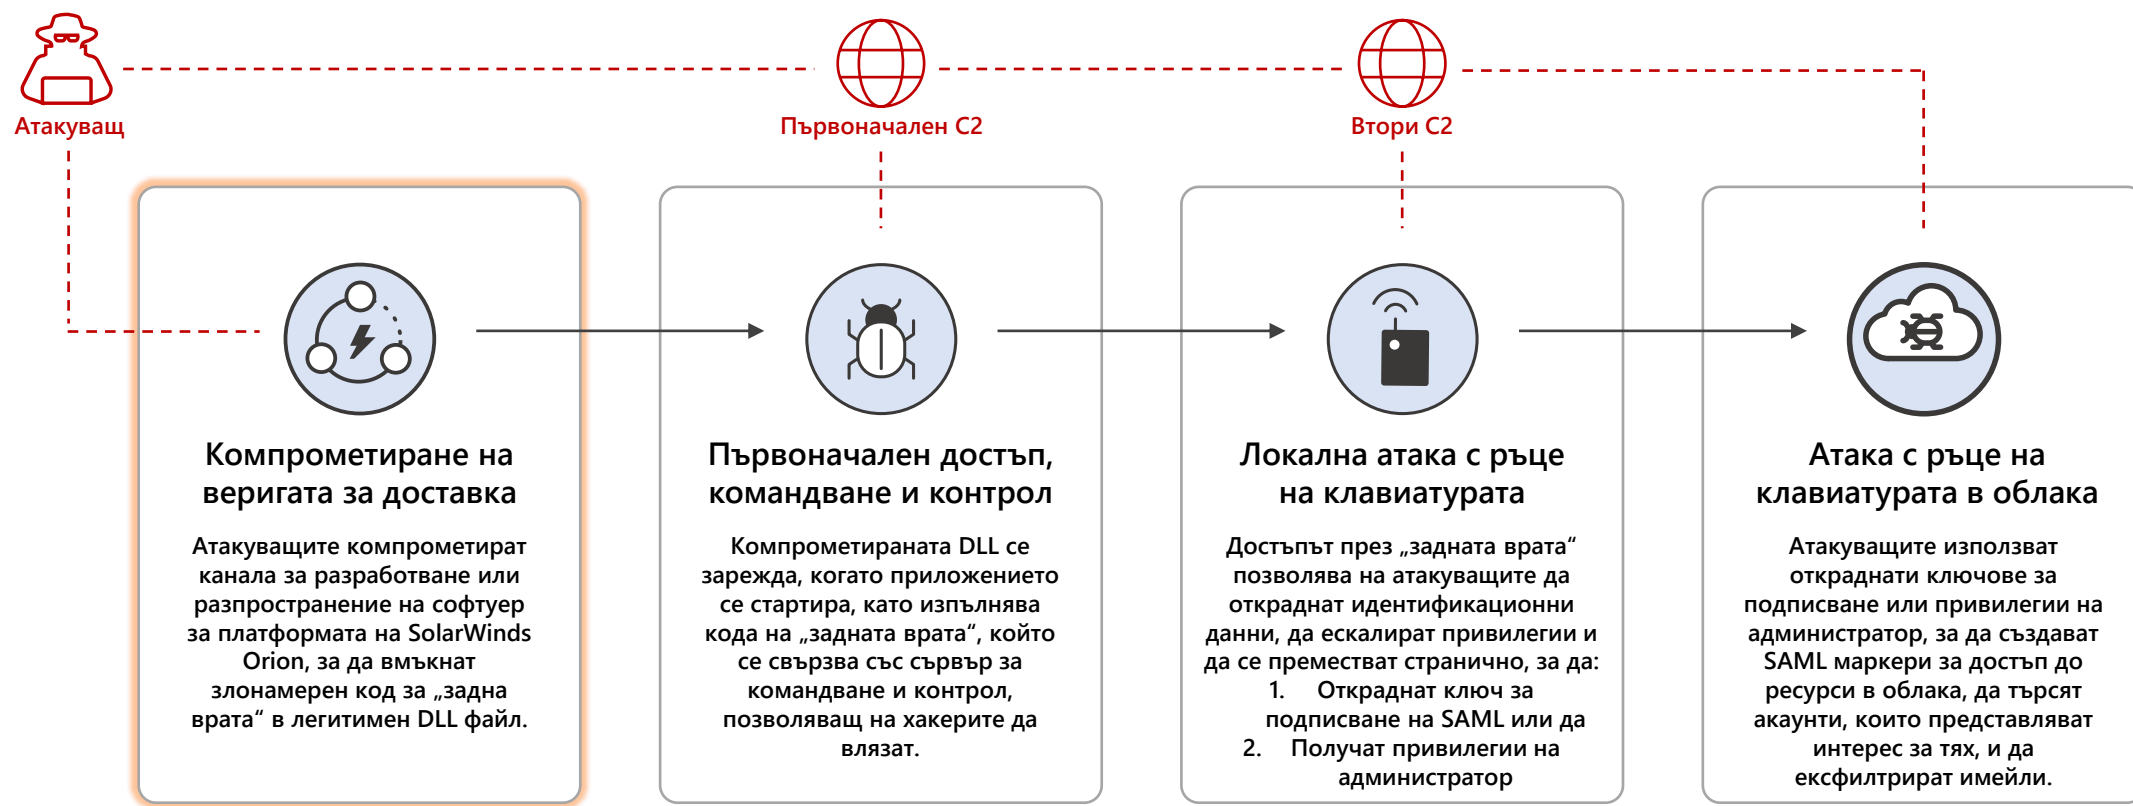 Атакуващ
Първоначален C2
Втори C2
Компрометиране на
веригата за доставка
Атакуващите компрометират
канала за разработване или
разпространение на софтуер
за платформата на SolarWinds
Orion, за да вмъкнат
злонамерен код за „задна
врата“ в легитимен DLL файл.
Първоначален достъп,
командване и контрол
Компрометираната DLL се
зарежда, когато приложението
се стартира, като изпълнява
кода на „задната врата“, който
се свързва със сървър за
командване и контрол,
позволяващ на хакерите да
влязат.
Локална атака с ръце
на клавиатурата
Достъпът през „задната врата“
позволява на атакуващите да
откраднат идентификационни
данни, да ескалират привилегии и
да се преместват странично, за да:
1. Откраднат ключ за
подписване на SAML или да
2. Получат привилегии на
администратор
Атака с ръце на
клавиатурата в облака
Атакуващите използват
откраднати ключове за
подписване или привилегии на
администратор, за да създават
SAML маркери за достъп до
ресурси в облака, да търсят
акаунти, които представляват
интерес за тях, и да
ексфилтрират имейли.